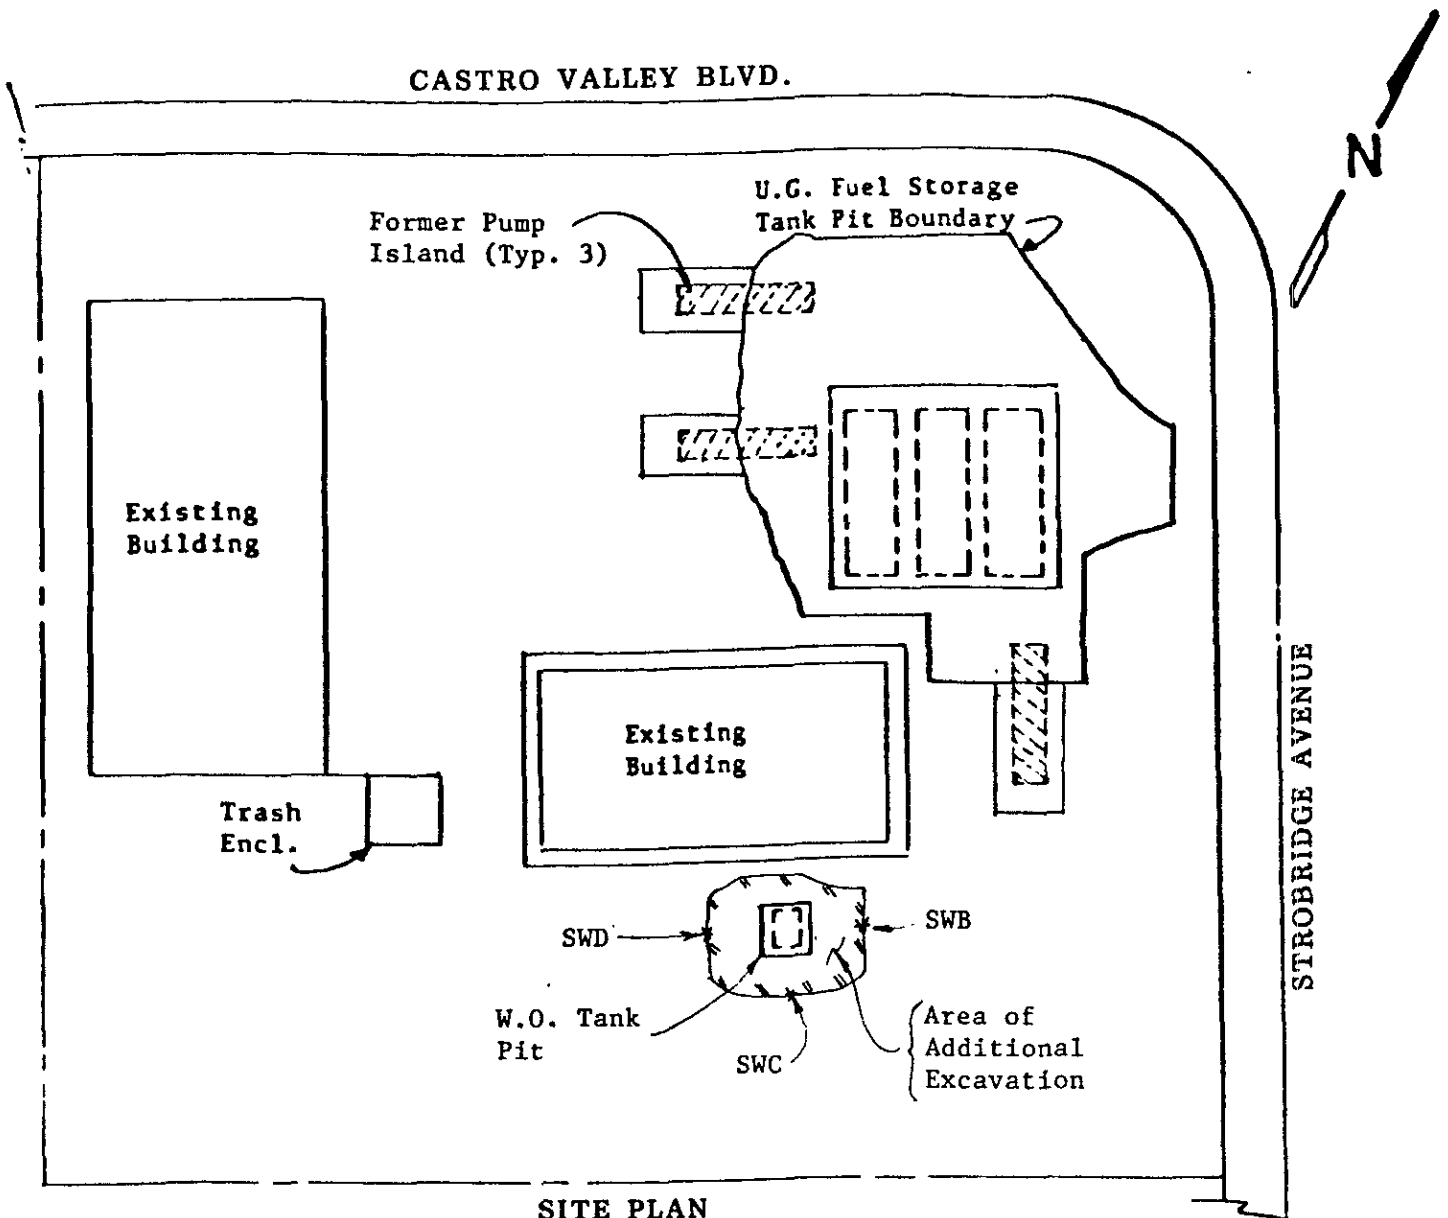 CASTRO VALLEY BLVD.
N
U.G. Fuel Storage
Tank Pit Boundary
Former Pump
Island (Typ. 3)
Existing
Building
Existing
Building
Trash
Encl.
STROBRIDGE AVENUE
SWD
SWB
W.O. Tank
Pit
SWC
Area of
Additional
Excavation
SITE PLAN